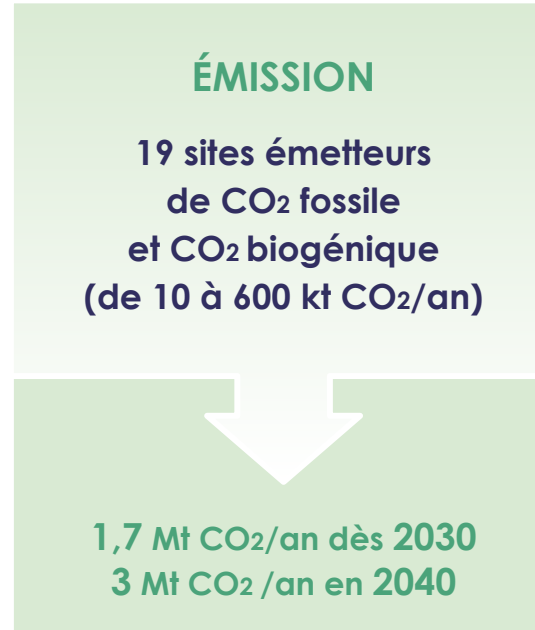 ÉMISSION
19 sites émetteurs
de CO2 fossile
et CO2 biogénique
(de 10 à 600 kt CO2/an)
1,7 Mt CO2/an dès 2030
3 Mt CO2 /an en 2040